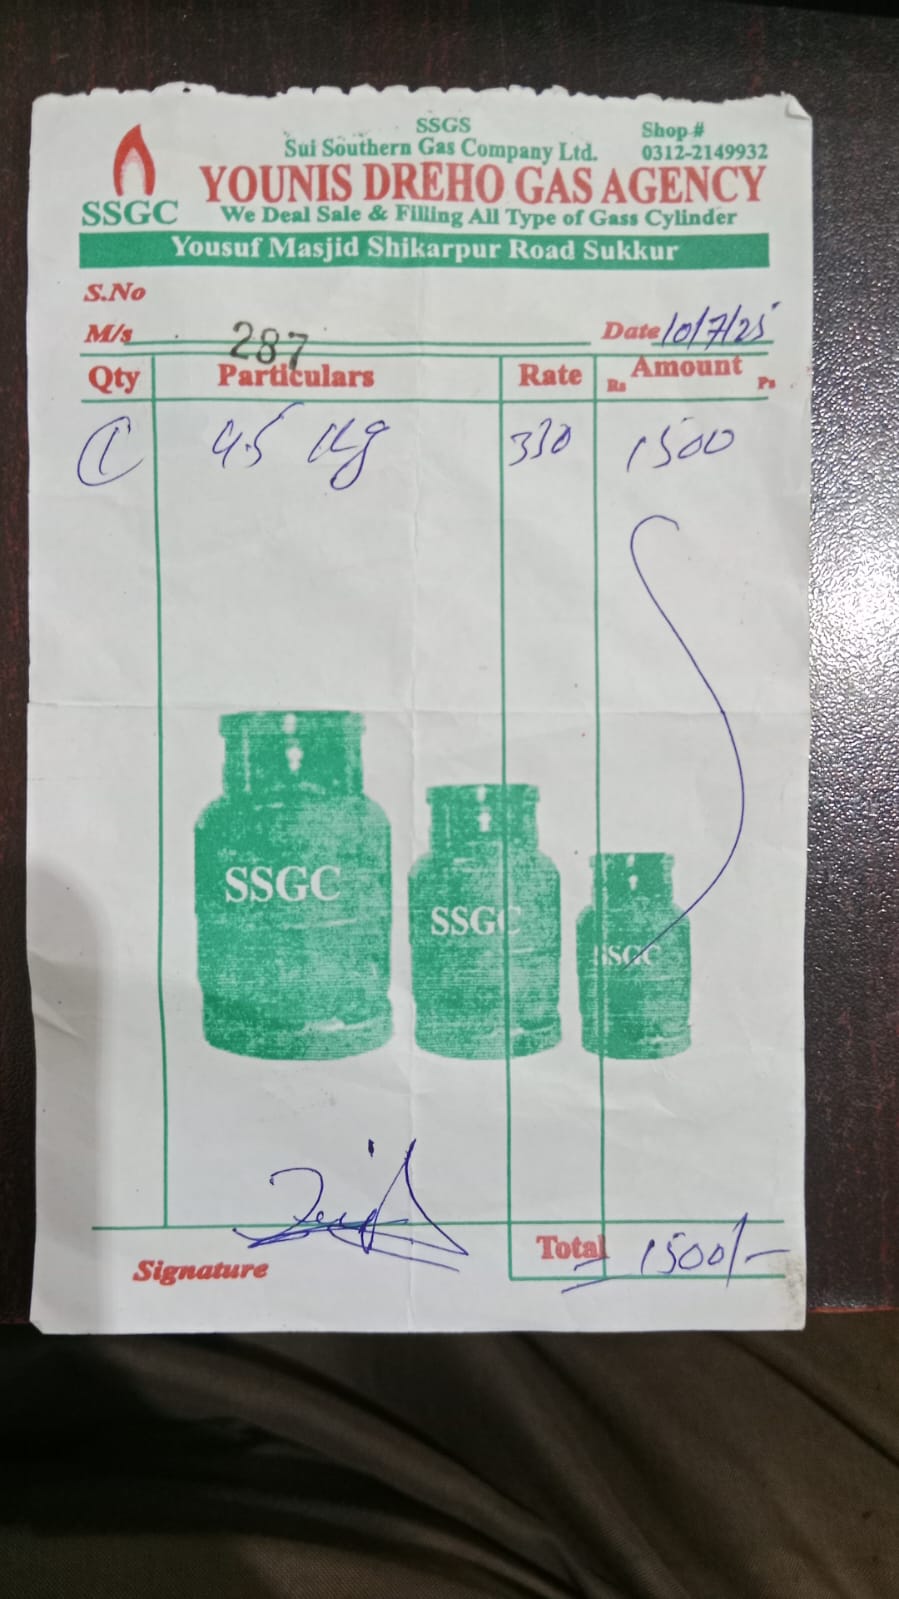 SSGS
Sui Southern Gas Company Ltd.
Shop #
0312-2149932
SSGC
YOUNIS DREHO GAS AGENCY
We Deal Sale & Filling All Type of Gass Cylinder
Yousuf Masjid Shikarpur Road Sukkur
S.No
M/s 287 Date 10/7/25
Qty Particulars Rate Rs Amount Ps
1 4.5 Kg 330 1500
SSGC
SSGC
SSGC
Signature
Total 1500/-